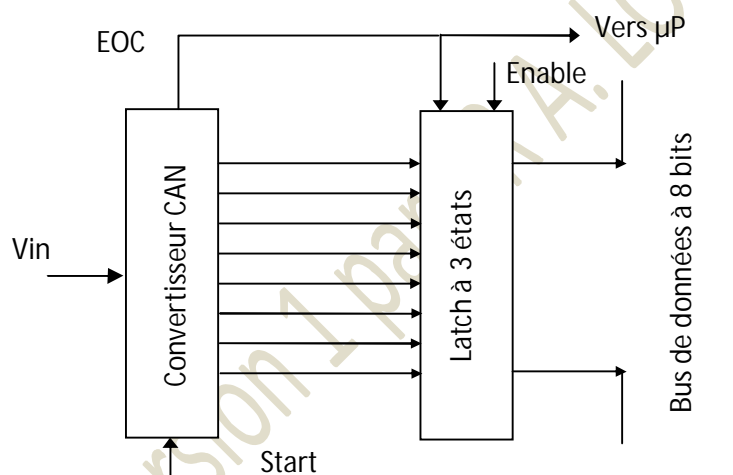 EOC
Vers µP
Enable
Convertisseur CAN
Latch à 3 états
Bus de données à 8 bits
Vin
Start